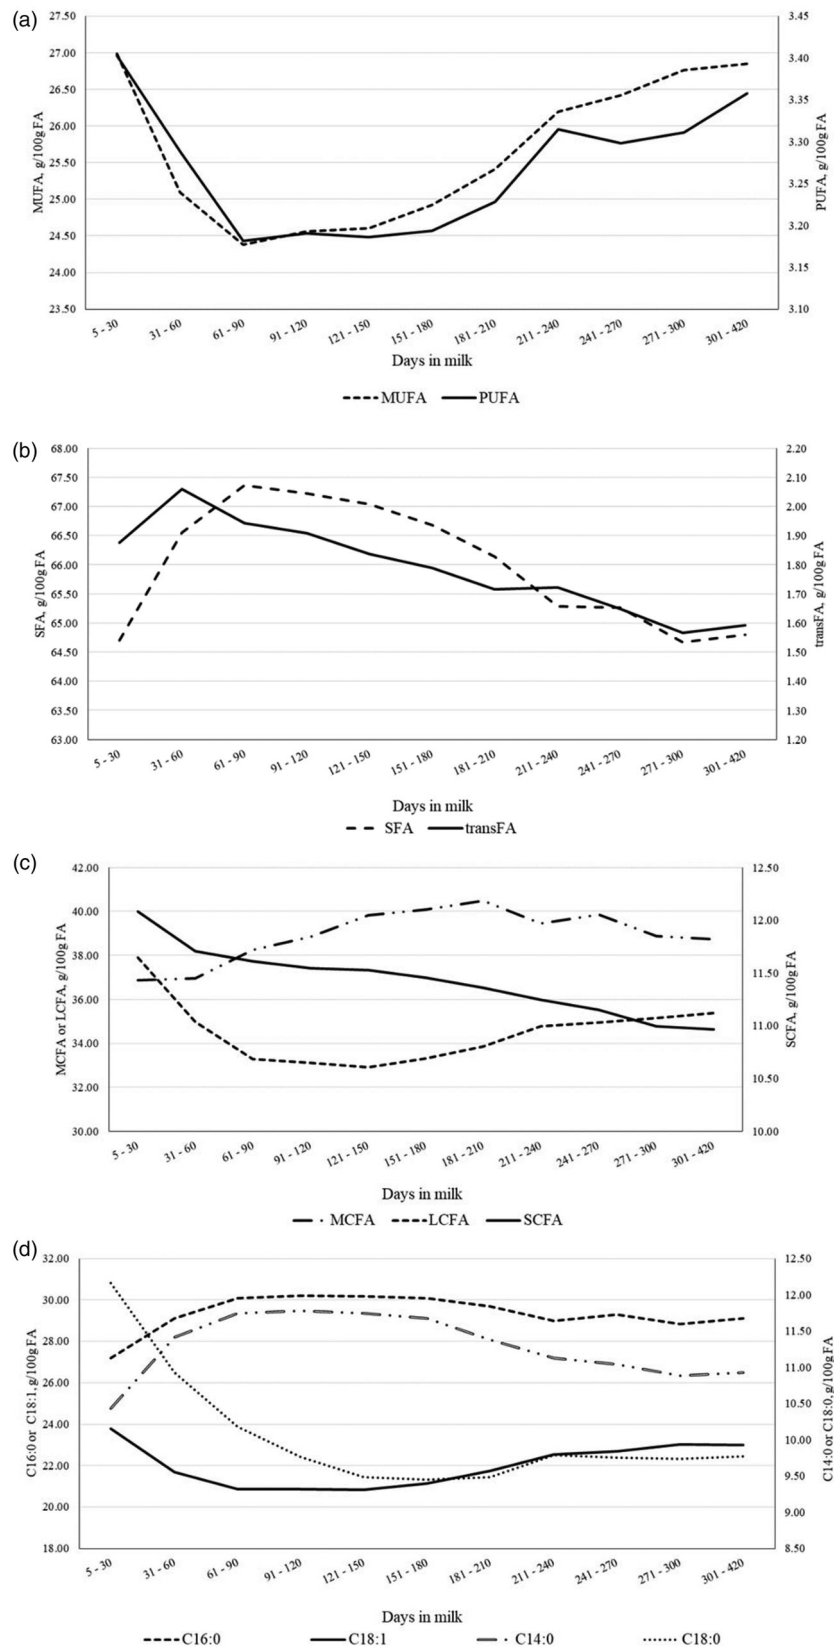 (a)
27.50 3.45
27.00 3.40
26.50 3.35
26.00 3.30
25.50 3.25
25.00 3.20
24.50 3.15
24.00 3.10
23.50
MUFA, g/100g FA
PUFA, g/100g FA
5 - 30 31 - 60 61 - 90 91 - 120 121 - 150 151 - 180 181 - 210 211 - 240 241 - 270 271 - 300 301 - 420
Days in milk
MUFA PUFA
(b)
68.00 2.20
67.50 2.10
67.00 2.00
66.50 1.90
66.00 1.80
65.50 1.70
65.00 1.60
64.50 1.50
64.00 1.40
63.50 1.30
63.00 1.20
SFA, g/100g FA
transFA, g/100g FA
5 - 30 31 - 60 61 - 90 91 - 120 121 - 150 151 - 180 181 - 210 211 - 240 241 - 270 271 - 300 301 - 420
Days in milk
SFA transFA
(c)
42.00 12.50
40.00 12.00
38.00 11.50
36.00 11.00
34.00 10.50
32.00 10.00
30.00
MCFA or LCFA, g/100g FA
SCFA, g/100g FA
5 - 30 31 - 60 61 - 90 91 - 120 121 - 150 151 - 180 181 - 210 211 - 240 241 - 270 271 - 300 301 - 420
Days in milk
MCFA LCFA SCFA
(d)
32.00 12.50
30.00 12.00
28.00 11.50
26.00 11.00
24.00 10.50
22.00 10.00
20.00 9.50
18.00 9.00
8.50
C16:0 or C18:1, g/100g FA
C14:0 or C18:0, g/100g FA
5 - 30 31 - 60 61 - 90 91 - 120 121 - 150 151 - 180 181 - 210 211 - 240 241 - 270 271 - 300 301 - 420
Days in milk
C16:0 C18:1 C14:0 C18:0